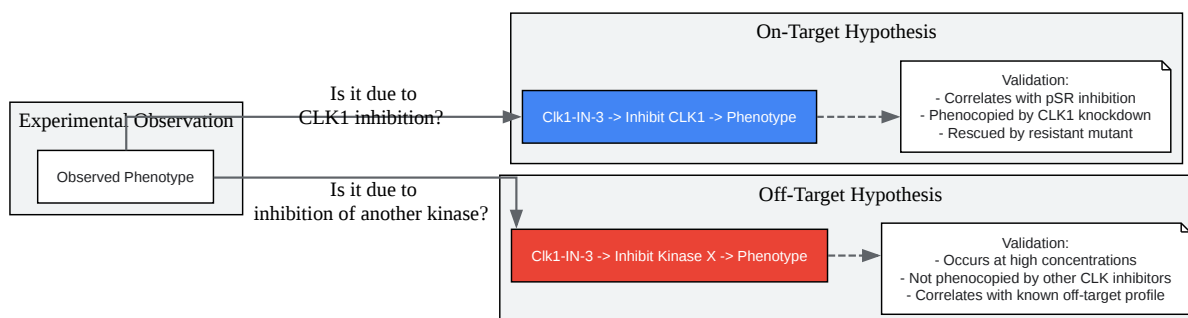 On-Target Hypothesis
Validation:
- Correlates with pSR inhibition
- Phenocopied by CLK1 knockdown
- Rescued by resistant mutant
Clk1-IN-3 -> Inhibit CLK1 -> Phenotype
Is it due to
CLK1 inhibition?
Experimental Observation
Observed Phenotype
Is it due to
inhibition of another kinase?
Off-Target Hypothesis
Clk1-IN-3 -> Inhibit Kinase X -> Phenotype
Validation:
- Occurs at high concentrations
- Not phenocopied by other CLK inhibitors
- Correlates with known off-target profile